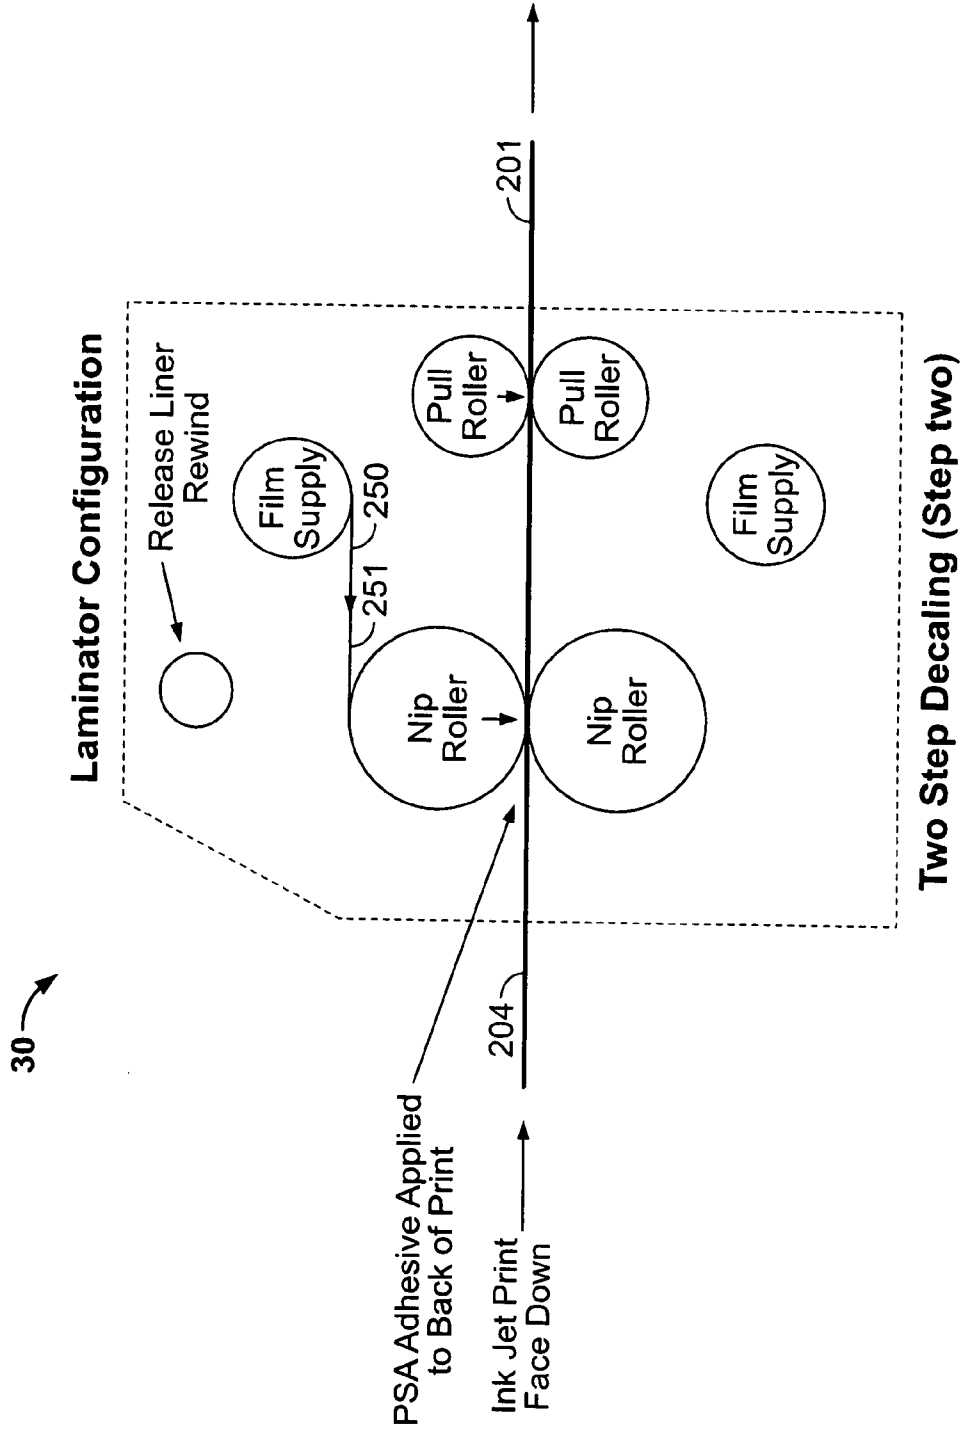 30
Laminator Configuration
Release Liner
Rewind
Film
Supply
250
251
Pull
Roller
Nip
Roller
201
204
Pull
Roller
Nip
Roller
Film
Supply
PSA Adhesive Applied
to Back of Print
Ink Jet Print
Face Down
Two Step Decaling (Step two)